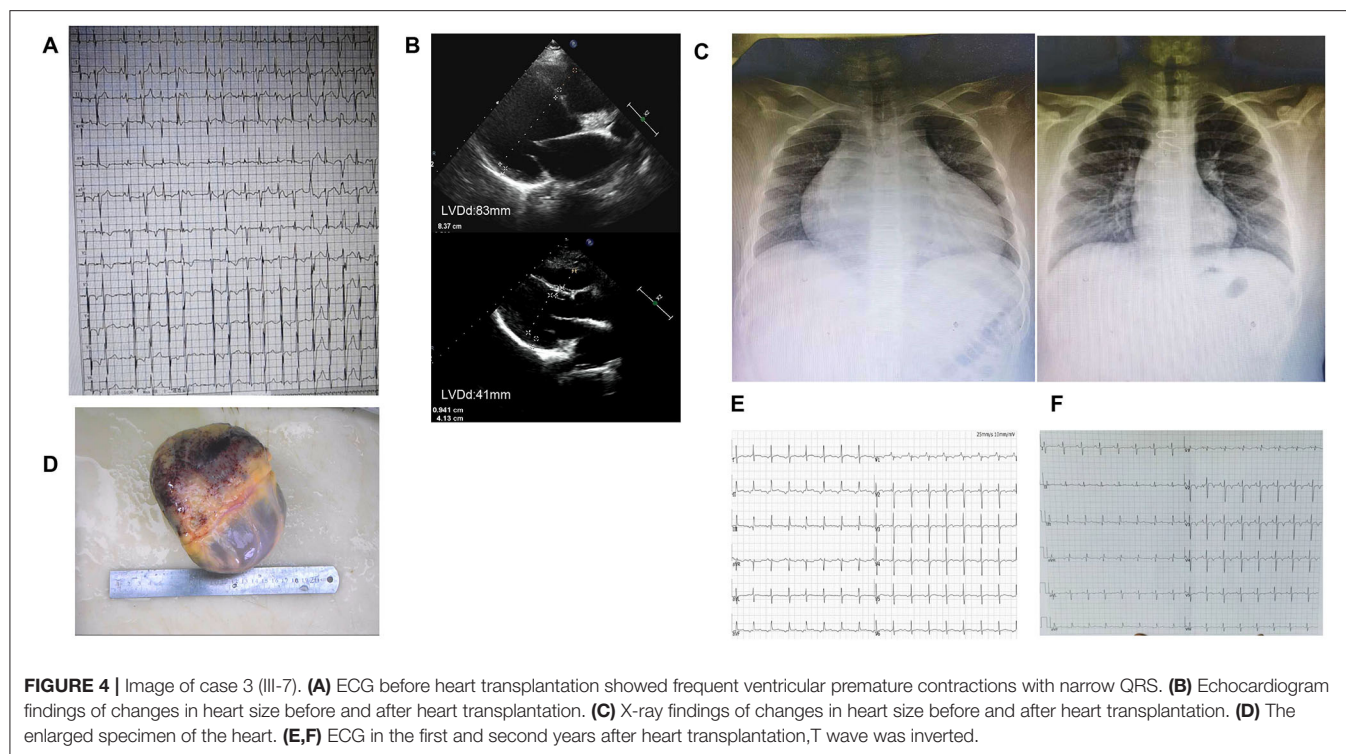 A
B
C
LVDd:83mm
8.37 cm
LVDd:41mm
0.941 cm
4.13 cm
D
E
F
25mm/s 10mm/mV
FIGURE 4 | Image of case 3 (III-7). (A) ECG before heart transplantation showed frequent ventricular premature contractions with narrow QRS. (B) Echocardiogram
findings of changes in heart size before and after heart transplantation. (C) X-ray findings of changes in heart size before and after heart transplantation. (D) The
enlarged specimen of the heart. (E,F) ECG in the first and second years after heart transplantation,T wave was inverted.